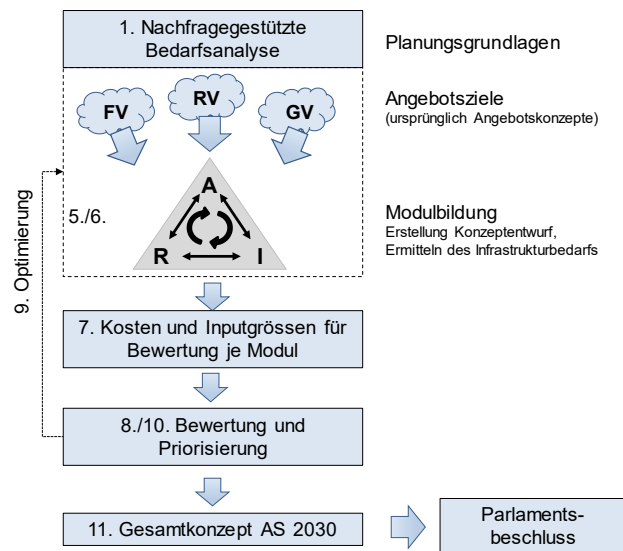 1. Nachfragegestützte
Bedarfsanalyse
Planungsgrundlagen
FV
RV
GV
Angebotsziele
(ursprünglich Angebotskonzepte)
9. Optimierung
5./6.
A
R
I
Modulbildung
Erstellung Konzeptentwurf,
Ermitteln des Infrastrukturbedarfs
7. Kosten und Inputgrössen für
Bewertung je Modul
8./10. Bewertung und
Priorisierung
11. Gesamtkonzept AS 2030
Parlaments-
beschluss